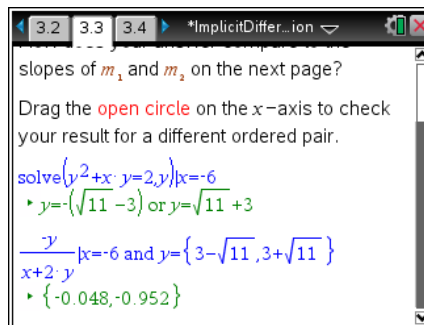 3.2 3.3 3.4 *ImplicitDiffer…ion
slopes of m₁ and m₂ on the next page?
Drag the open circle on the x-axis to check
your result for a different ordered pair.
solve(y²+x·y=2,y)|x=-6
▸ y=-(√11-3) or y=√11+3
-y/(x+2·y)|x=-6 and y={3-√11,3+√11}
▸ {-0.048,-0.952}